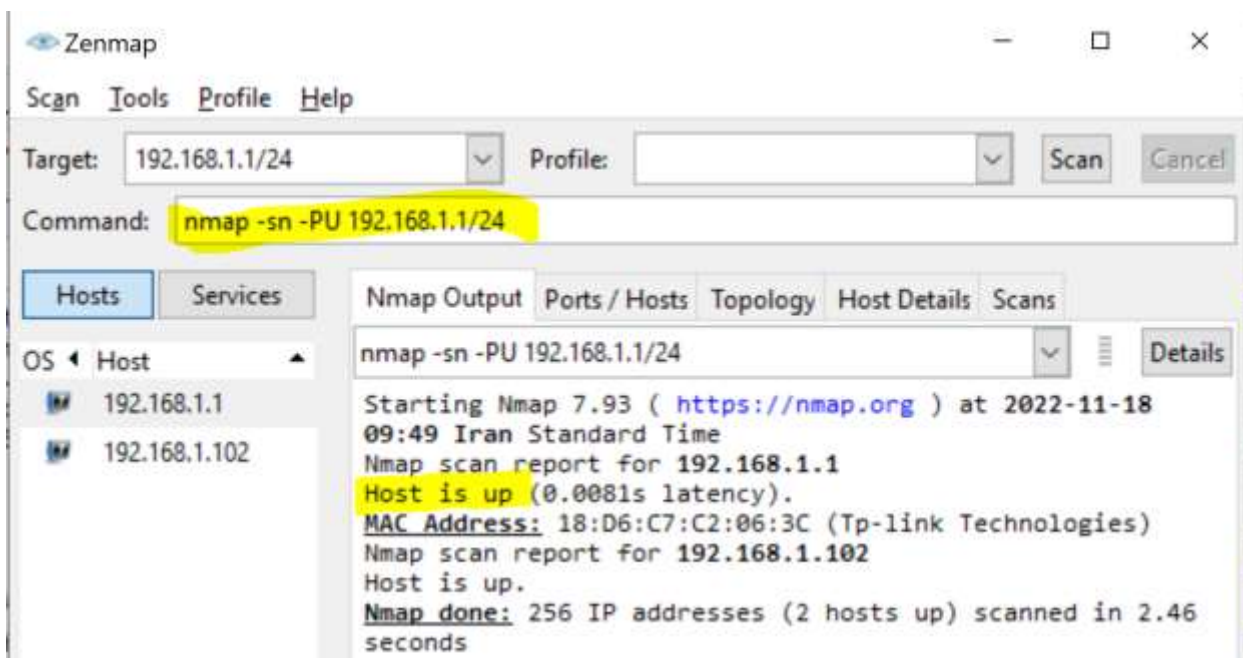 Zenmap
Scan Tools Profile Help
Target: 192.168.1.1/24 Profile: Scan Cancel
Command: nmap -sn -PU 192.168.1.1/24
Hosts Services Nmap Output Ports / Hosts Topology Host Details Scans
nmap -sn -PU 192.168.1.1/24 Details
OS Host
192.168.1.1
192.168.1.102
Starting Nmap 7.93 ( https://nmap.org ) at 2022-11-18
09:49 Iran Standard Time
Nmap scan report for 192.168.1.1
Host is up (0.0081s latency).
MAC Address: 18:D6:C7:C2:06:3C (Tp-link Technologies)
Nmap scan report for 192.168.1.102
Host is up.
Nmap done: 256 IP addresses (2 hosts up) scanned in 2.46
seconds